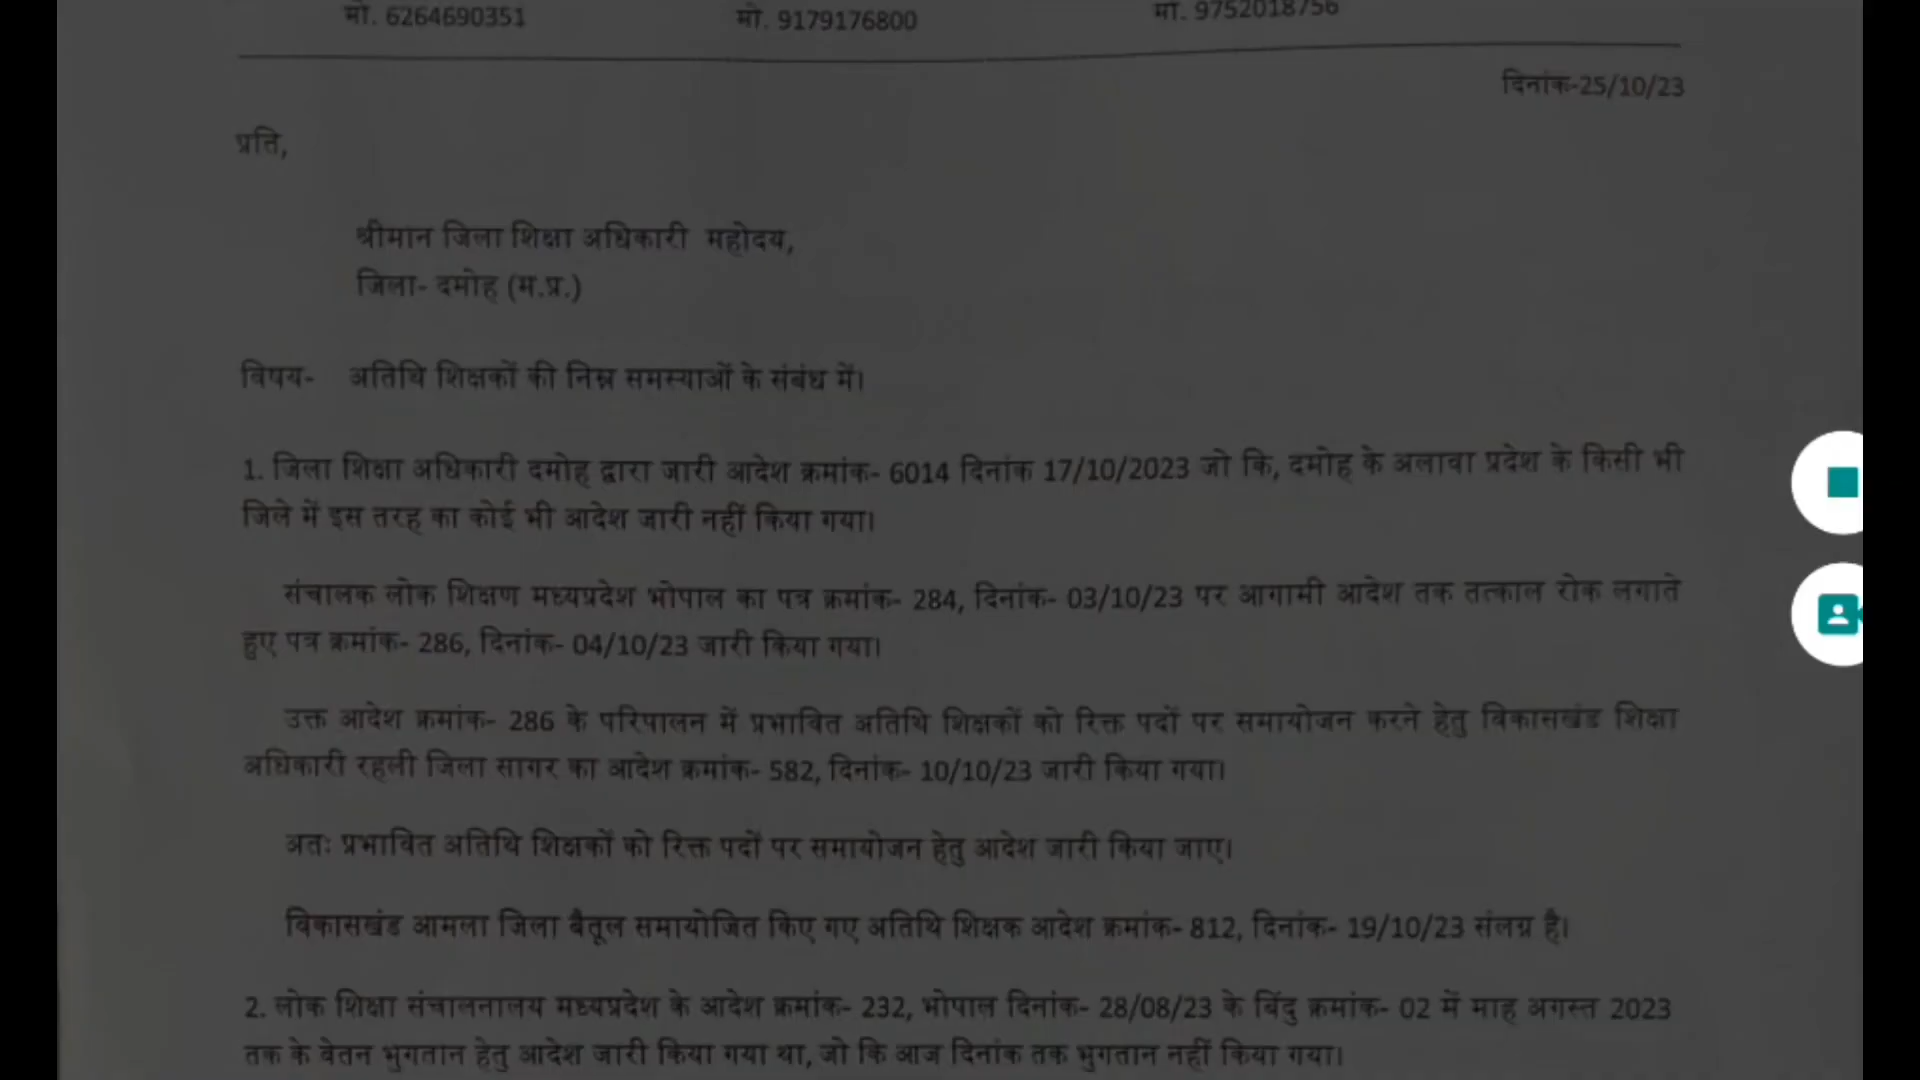 मो. 6264690351 मो. 9179176800 मो. 9752018756
दिनांक-25/10/23
प्रति,
श्रीमान जिला शिक्षा अधिकारी महोदय,
जिला- दमोह (म.प्र.)
विषय- अतिथि शिक्षकों की निम्न समस्याओं के संबंध में।
1. जिला शिक्षा अधिकारी दमोह द्वारा जारी आदेश क्रमांक- 6014 दिनांक 17/10/2023 जो कि, दमोह के अलावा प्रदेश के किसी भी
जिले में इस तरह का कोई भी आदेश जारी नहीं किया गया।
संचालक लोक शिक्षण मध्यप्रदेश भोपाल का पत्र क्रमांक- 284, दिनांक- 03/10/23 पर आगामी आदेश तक तत्काल रोक लगाते
हुए पत्र क्रमांक- 286, दिनांक- 04/10/23 जारी किया गया।
उक्त आदेश क्रमांक- 286 के परिपालन में प्रभावित अतिथि शिक्षकों को रिक्त पदों पर समायोजन करने हेतु विकासखंड शिक्षा
अधिकारी रहली जिला सागर का आदेश क्रमांक- 582, दिनांक- 10/10/23 जारी किया गया।
अतः प्रभावित अतिथि शिक्षकों को रिक्त पदों पर समायोजन हेतु आदेश जारी किया जाए।
विकासखंड आमला जिला बैतूल समायोजित किए गए अतिथि शिक्षक आदेश क्रमांक- 812, दिनांक- 19/10/23 संलग्न है।
2. लोक शिक्षा संचालनालय मध्यप्रदेश के आदेश क्रमांक- 232, भोपाल दिनांक- 28/08/23 के बिंदु क्रमांक- 02 में माह अगस्त 2023
तक के वेतन भुगतान हेतु आदेश जारी किया गया था, जो कि आज दिनांक तक भुगतान नहीं किया गया।